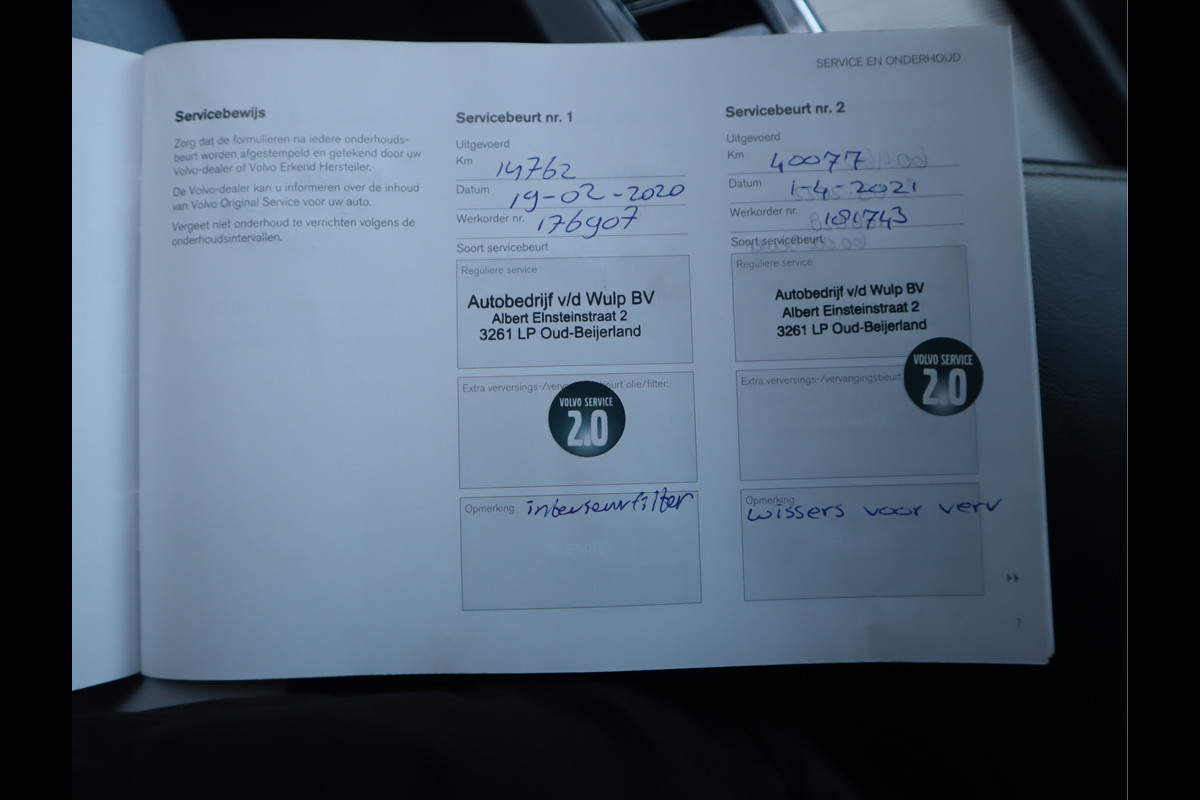 SERVICE EN ONDERHOUD
Servicebewijs
Zorg dat de formulieren na iedere onderhouds-
beurt worden afgestempeld en getekend door uw
Volvo-dealer of Volvo Erkend Hersteller.
De Volvo-dealer kan u informeren over de inhoud
van Volvo Original Service voor uw auto.
Vergeet niet onderhoud te verrichten volgens de
onderhoudsintervallen.
Servicebeurt nr. 1
Uitgevoerd
Km 14762
Datum 19-02-2020
Werkorder nr. 176907
Soort servicebeurt
Reguliere service
Autobedrijf v/d Wulp BV
Albert Einsteinstraat 2
3261 LP Oud-Beijerland
Extra verversings-/ olie/filter:
VOLVO SERVICE
2.0
Opmerking interieurfilter
Servicebeurt nr. 2
Uitgevoerd
Km 40077
Datum 1-4-2021
Werkorder nr. 181743
Soort servicebeurt
Reguliere service
Autobedrijf v/d Wulp BV
Albert Einsteinstraat 2
3261 LP Oud-Beijerland
Extra verversings-/vervangingsbeurt
VOLVO SERVICE
2.0
Opmerking
wissers voor verv
7